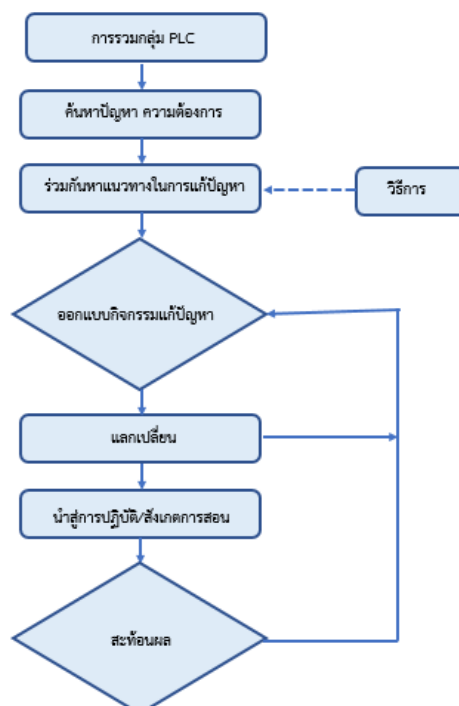 การรวมกลุ่ม PLC
ค้นหาปัญหา ความต้องการ
ร่วมกันหาแนวทางในการแก้ปัญหา
วิธีการ
ออกแบบกิจกรรมแก้ปัญหา
แลกเปลี่ยน
นำสู่การปฏิบัติ/สังเกตการสอน
สะท้อนผล